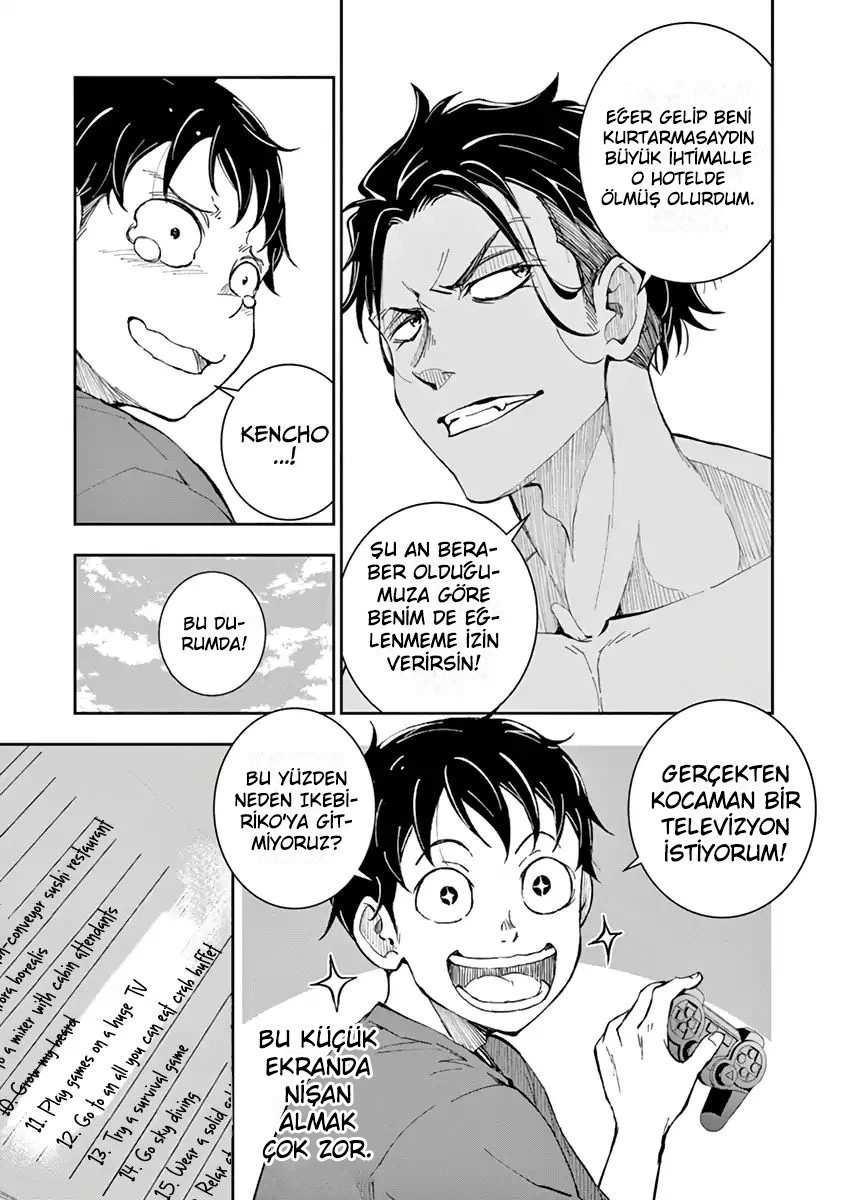 EĞER GELİP BENİ
KURTARMASAYDIN
BÜYÜK İHTİMALLE
O HOTELDE
ÖLMÜŞ OLURDUM.
ŞU AN BERA-
BER OLDUĞU-
MUZA GÖRE
BENİM DE EĞ-
LENMEME İZİN
VERİRSİN!
KENCHO
...!
BU DU-
RUMDA!
GERÇEKTEN
KOCAMAN BİR
TELEVİZYON
İSTİYORUM!
BU YÜZDEN
NEDEN IKEBI-
RIKO'YA GİT-
MİYORUZ?
BU KÜÇÜK
EKRANDA
NİŞAN
ALMAK
ÇOK ZOR.
-conveyor sushi restaurant
borealis
a mixer with cabin attendants
10. Grow my beard
11. Play games on a huge TV
12. Go to an all you can eat crab buffet
13. Try a survival game
14. Go sky diving
15. Wear a solid
Relax at